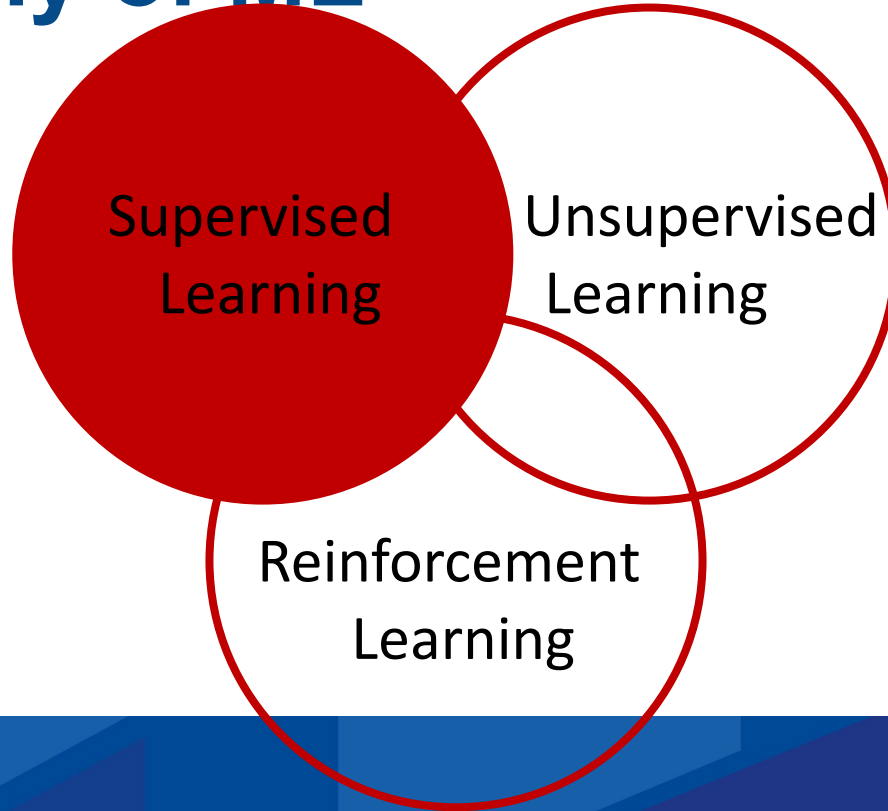 Supervised
Learning
Unsupervised
Learning
Reinforcement
Learning